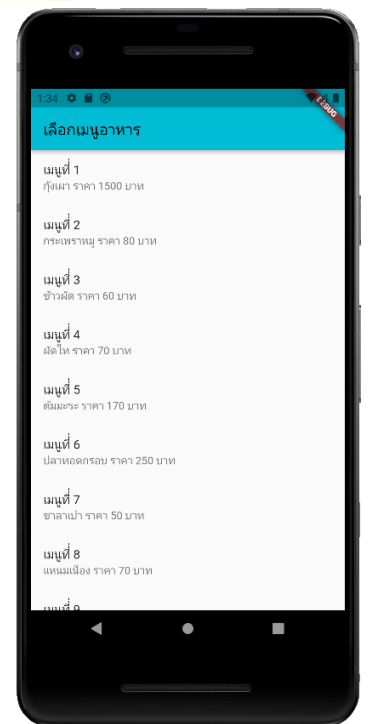 1:34
DEBUG
เลือกเมนูอาหาร
เมนูที่ 1
กุ้งเผา ราคา 1500 บาท
เมนูที่ 2
กระเพราหมู ราคา 80 บาท
เมนูที่ 3
ข้าวผัด ราคา 60 บาท
เมนูที่ 4
ผัดไท ราคา 70 บาท
เมนูที่ 5
ต้มมะระ ราคา 170 บาท
เมนูที่ 6
ปลาทอดกรอบ ราคา 250 บาท
เมนูที่ 7
ซาลาเปา ราคา 50 บาท
เมนูที่ 8
แหนมเนือง ราคา 70 บาท
เมนูที่ 9